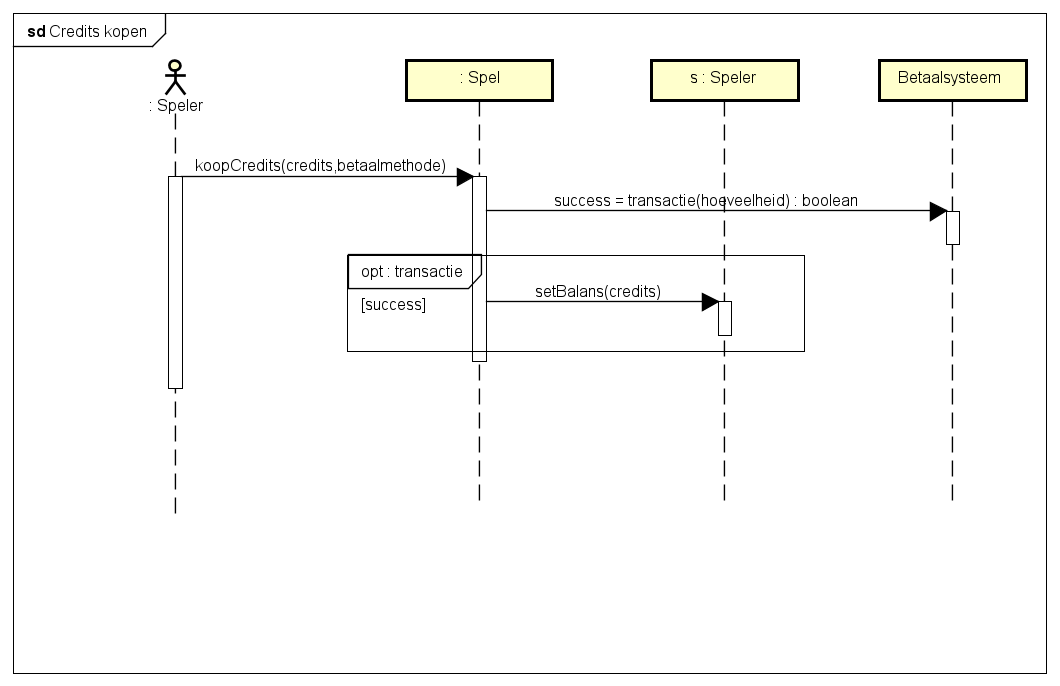 sd Credits kopen
: Speler
: Spel
s : Speler
Betaalsysteem
koopCredits(credits,betaalmethode)
success = transactie(hoeveelheid) : boolean
opt : transactie
setBalans(credits)
[success]